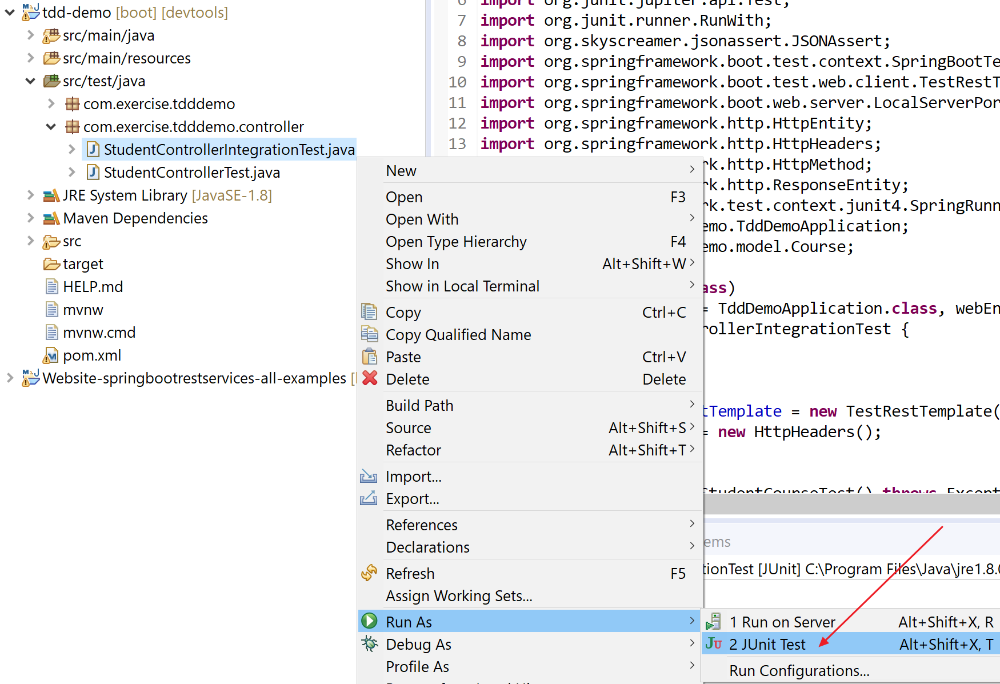 tdd-demo [boot] [devtools]
src/main/java
src/main/resources
src/test/java
com.exercise.tdddemo
com.exercise.tdddemo.controller
StudentControllerIntegrationTest.java
StudentControllerTest.java
JRE System Library [JavaSE-1.8]
Maven Dependencies
src
target
HELP.md
mvnw
mvnw.cmd
pom.xml
Website-springbootrestservices-all-examples [
6 import org.junit.jupiter.api.Test;
7 import org.junit.runner.RunWith;
8 import org.skyscreamer.jsonassert.JSONAssert;
9 import org.springframework.boot.test.context.SpringBootTe
10 import org.springframework.boot.test.web.client.TestRestT
11 import org.springframework.boot.web.server.LocalServerPor
12 import org.springframework.http.HttpEntity;
13 import org.springframework.http.HttpHeaders;
rk.http.HttpMethod;
rk.http.ResponseEntity;
rk.test.context.junit4.SpringRunn
emo.TddDemoApplication;
emo.model.Course;
ass)
= TddDemoApplication.class, webEn
rollerIntegrationTest {
tTemplate = new TestRestTemplate(
= new HttpHeaders();
StudentCourseTest() throws Except
ems
tionTest [JUnit] C:\Program Files\Java\jre1.8.0
New
Open F3
Open With
Open Type Hierarchy F4
Show In Alt+Shift+W
Show in Local Terminal
Copy Ctrl+C
Copy Qualified Name
Paste Ctrl+V
Delete Delete
Build Path
Source Alt+Shift+S
Refactor Alt+Shift+T
Import...
Export...
References
Declarations
Refresh F5
Assign Working Sets...
Run As
Debug As
Profile As
1 Run on Server Alt+Shift+X, R
2 JUnit Test Alt+Shift+X, T
Run Configurations...